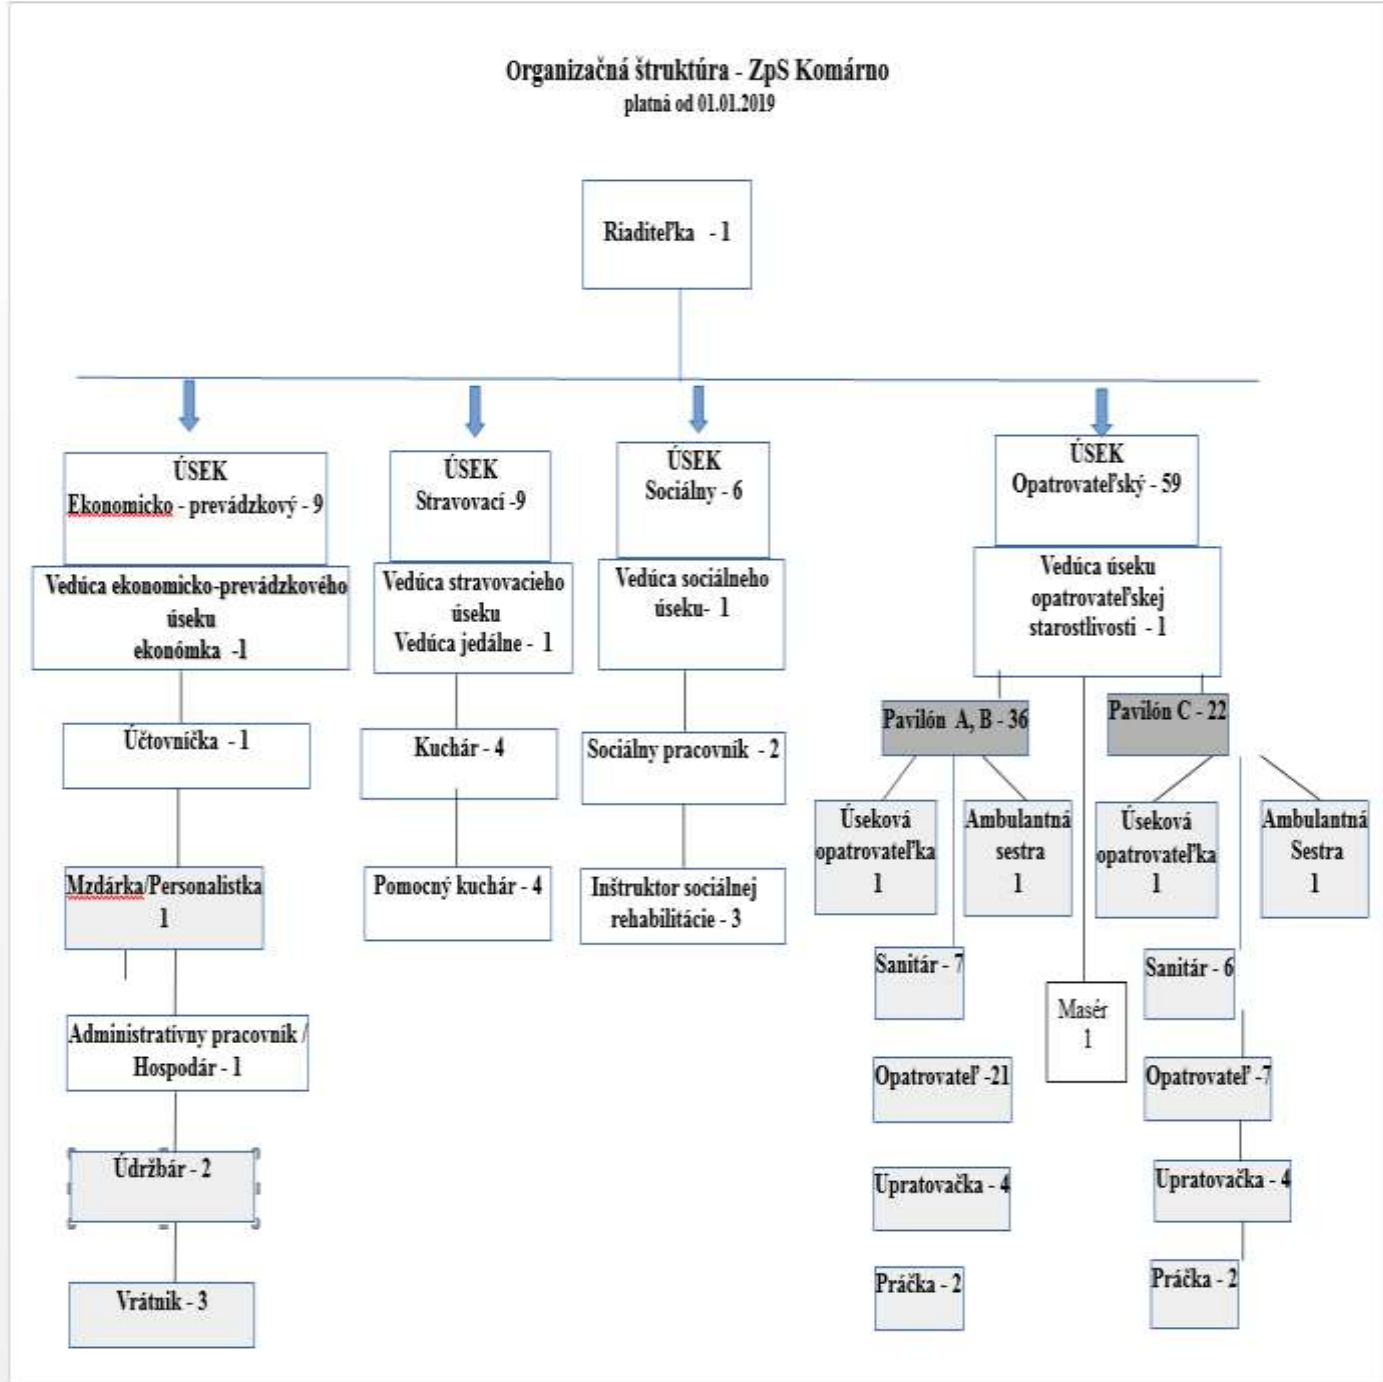 Organizačná štruktúra - ZpS Komárno
platná od 01.01.2019
Riaditeľka - 1
ÚSEK
Ekonomicko - prevádzkový - 9
Vedúca ekonomicko-prevádzkového
úseku
ekonómka -1
Účtovníčka - 1
Mzdárka/Personalistka
1
Administratívny pracovník /
Hospodár - 1
Údržbár - 2
Vrátnik - 3
ÚSEK
Stravovací -9
Vedúca stravovacieho
úseku
Vedúca jedálne - 1
Kuchár - 4
Pomocný kuchár - 4
ÚSEK
Sociálny - 6
Vedúca sociálneho
úseku- 1
Sociálny pracovník - 2
Inštruktor sociálnej
rehabilitácie - 3
ÚSEK
Opatrovateľský - 59
Vedúca úseku
opatrovateľskej
starostlivosti - 1
Pavilón A, B - 36
Úseková
opatrovateľka
1
Ambulantná
sestra
1
Sanitár - 7
Opatrovateľ -21
Upratovačka - 4
Práčka - 2
Masér
1
Pavilón C - 22
Úseková
opatrovateľka
1
Ambulantná
Sestra
1
Sanitár - 6
Opatrovateľ -7
Upratovačka - 4
Práčka - 2